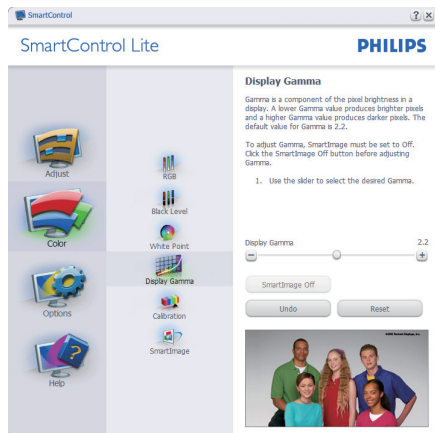 SmartControl
SmartControl Lite
PHILIPS
Adjust
Color
Options
Help
RGB
Black Level
White Point
Display Gamma
Calibration
SmartImage
Display Gamma
Gamma is a component of the pixel brightness in a
display. A lower Gamma value produces brighter pixels
and a higher Gamma value produces darker pixels. The
default value for Gamma is 2.2.
To adjust Gamma, SmartImage must be set to Off.
Click the SmartImage Off button before adjusting
Gamma.
1. Use the slider to select the desired Gamma.
Display Gamma 2.2
SmartImage Off
Undo Reset